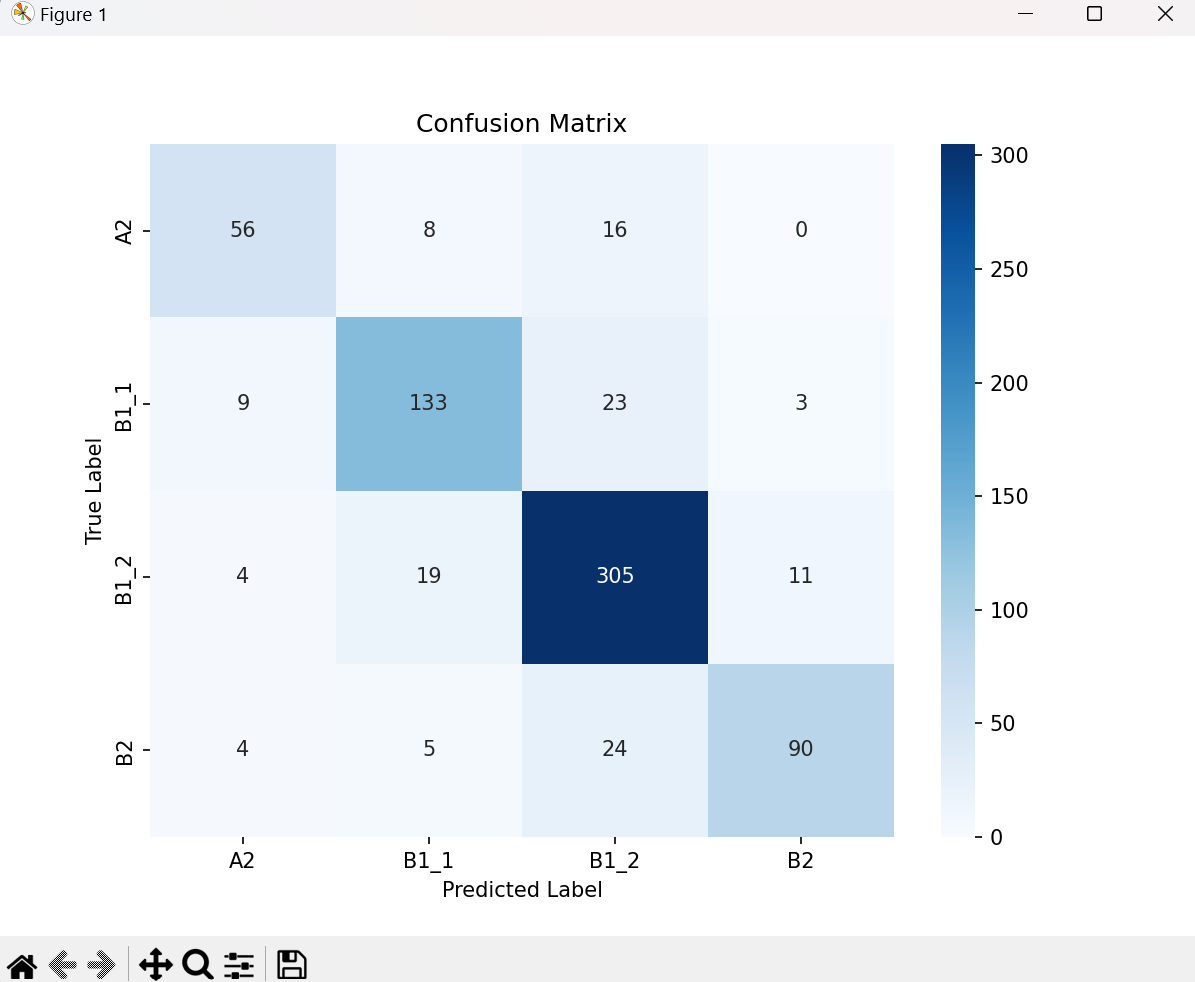 Figure 1
Confusion Matrix
300
A2
56 8 16 0
250
200
B1_1
9 133 23 3
True Label
150
B1_2
4 19 305 11
100
B2
4 5 24 90
50
0
A2 B1_1 B1_2 B2
Predicted Label